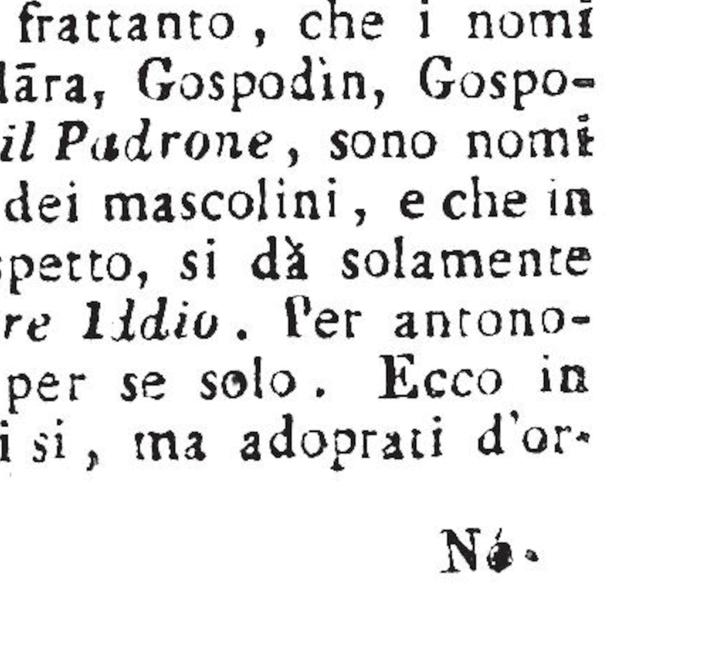 frattanto, che i nomi
lāra, Gospodìn, Gospo-
il Padrone, sono nomi
dei mascolini, e che in
spetto, si dà solamente
re Iddio. Per antono-
per se solo. Ecco in
i si, ma adoprati d'or-
Nó-